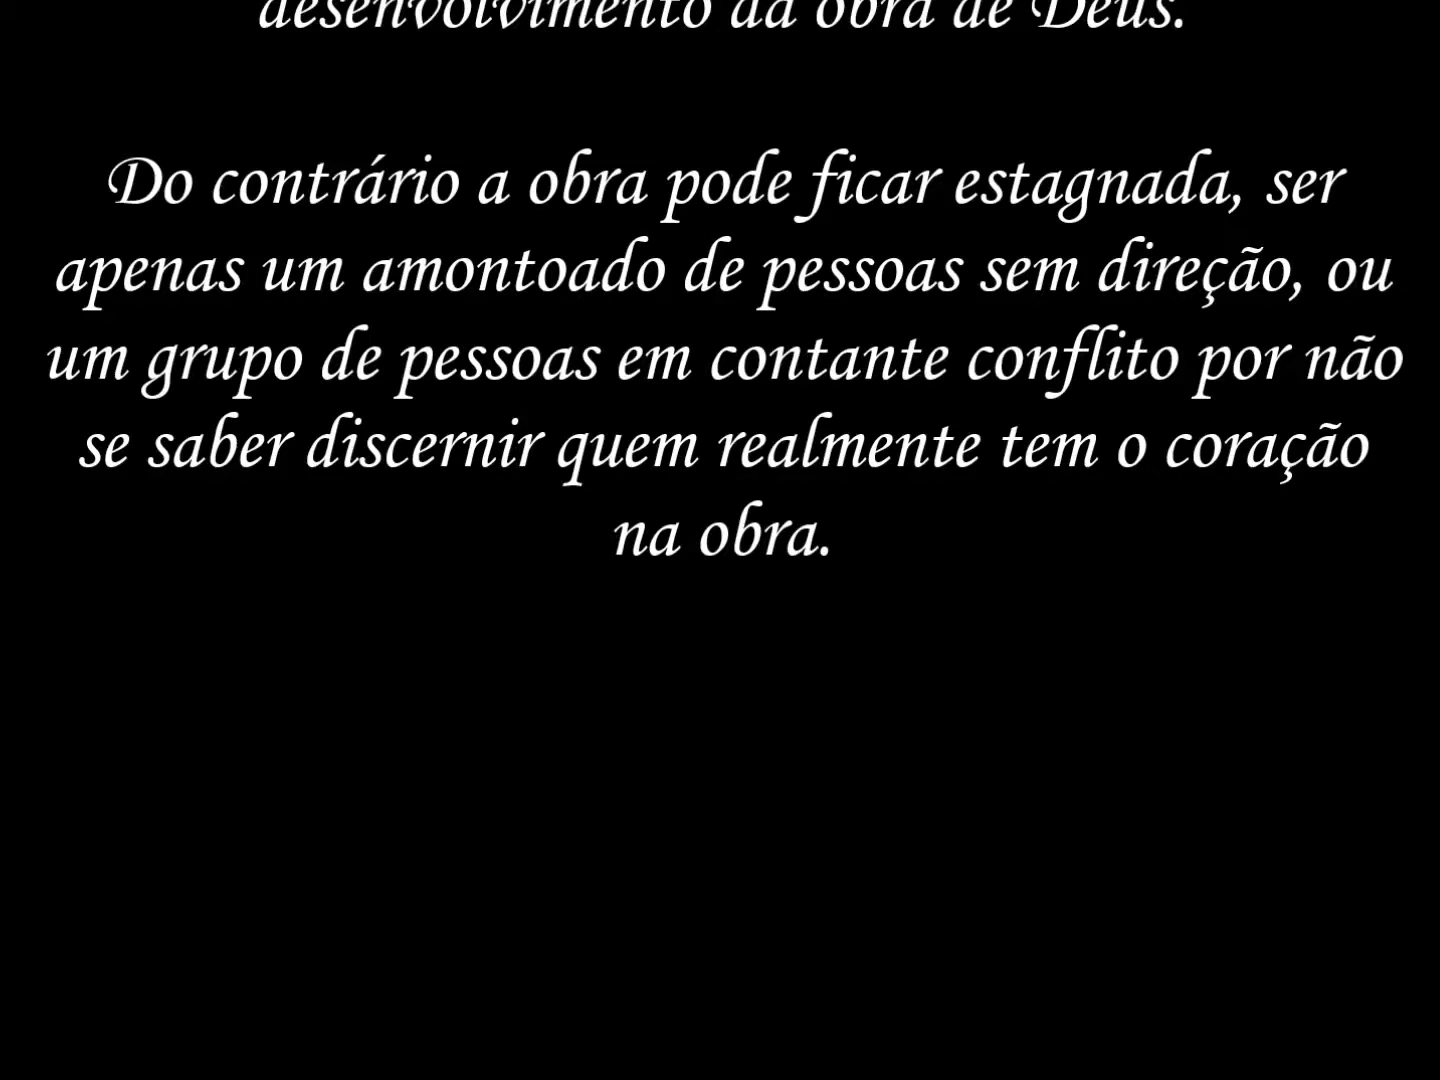 desenvolvimento da obra de Deus.
Do contrário a obra pode ficar estagnada, ser
apenas um amontoado de pessoas sem direção, ou
um grupo de pessoas em contante conflito por não
se saber discernir quem realmente tem o coração
na obra.